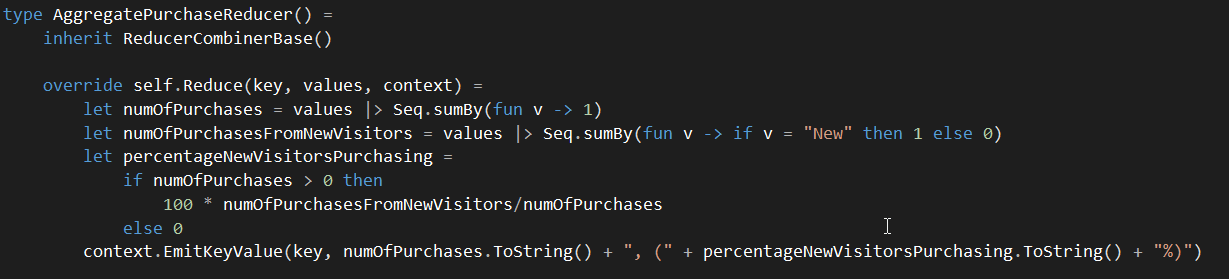 type AggregatePurchaseReducer() =
    inherit ReducerCombinerBase()

    override self.Reduce(key, values, context) =
        let numOfPurchases = values |> Seq.sumBy(fun v -> 1)
        let numOfPurchasesFromNewVisitors = values |> Seq.sumBy(fun v -> if v = "New" then 1 else 0)
        let percentageNewVisitorsPurchasing =
            if numOfPurchases > 0 then
                100 * numOfPurchasesFromNewVisitors/numOfPurchases
            else 0
        context.EmitKeyValue(key, numOfPurchases.ToString() + ", (" + percentageNewVisitorsPurchasing.ToString() + "%)")